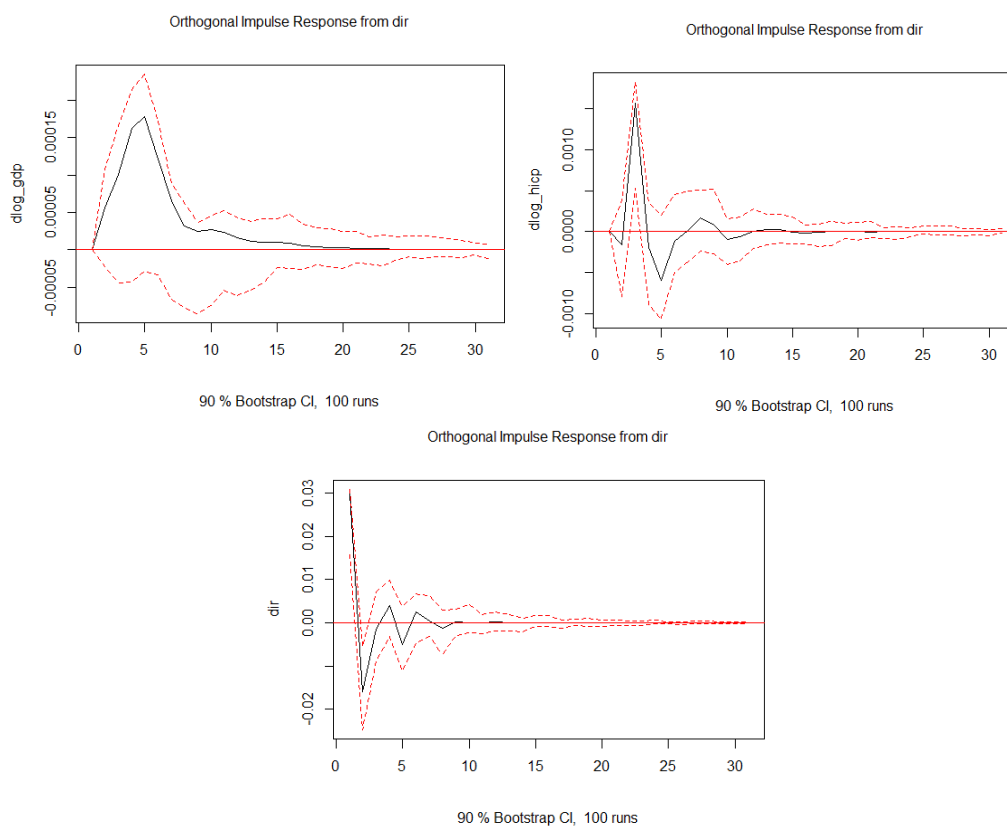 Orthogonal Impulse Response from dir
dlog_gdp
0.00015
0.00005
-0.00005
0 5 10 15 20 25 30
90 % Bootstrap CI, 100 runs
Orthogonal Impulse Response from dir
dlog_hicp
0.0010
0.0000
-0.0010
0 5 10 15 20 25 30
90 % Bootstrap CI, 100 runs
Orthogonal Impulse Response from dir
dir
0.03
0.02
0.01
0.00
-0.02
0 5 10 15 20 25 30
90 % Bootstrap CI, 100 runs